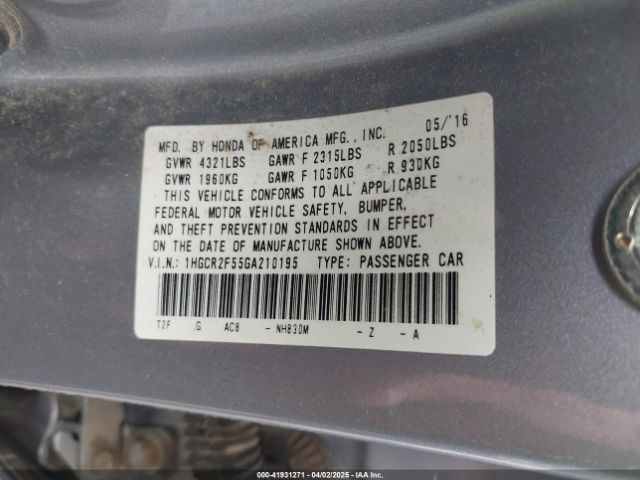 MFD. BY HONDA OF AMERICA MFG., INC. 05/'16
GVWR 4321LBS GAWR F 2315LBS R 2050LBS
GVWR 1960KG GAWR F 1050KG R 930KG
THIS VEHICLE CONFORMS TO ALL APPLICABLE
FEDERAL MOTOR VEHICLE SAFETY, BUMPER,
AND THEFT PREVENTION STANDARDS IN EFFECT
ON THE DATE OF MANUFACTURE SHOWN ABOVE.
V.I.N.: 1HGCR2F55GA210195 TYPE: PASSENGER CAR
T2F G AC8 - NH830M - Z - A
000-41931271 04/02/2025 IAA Inc.